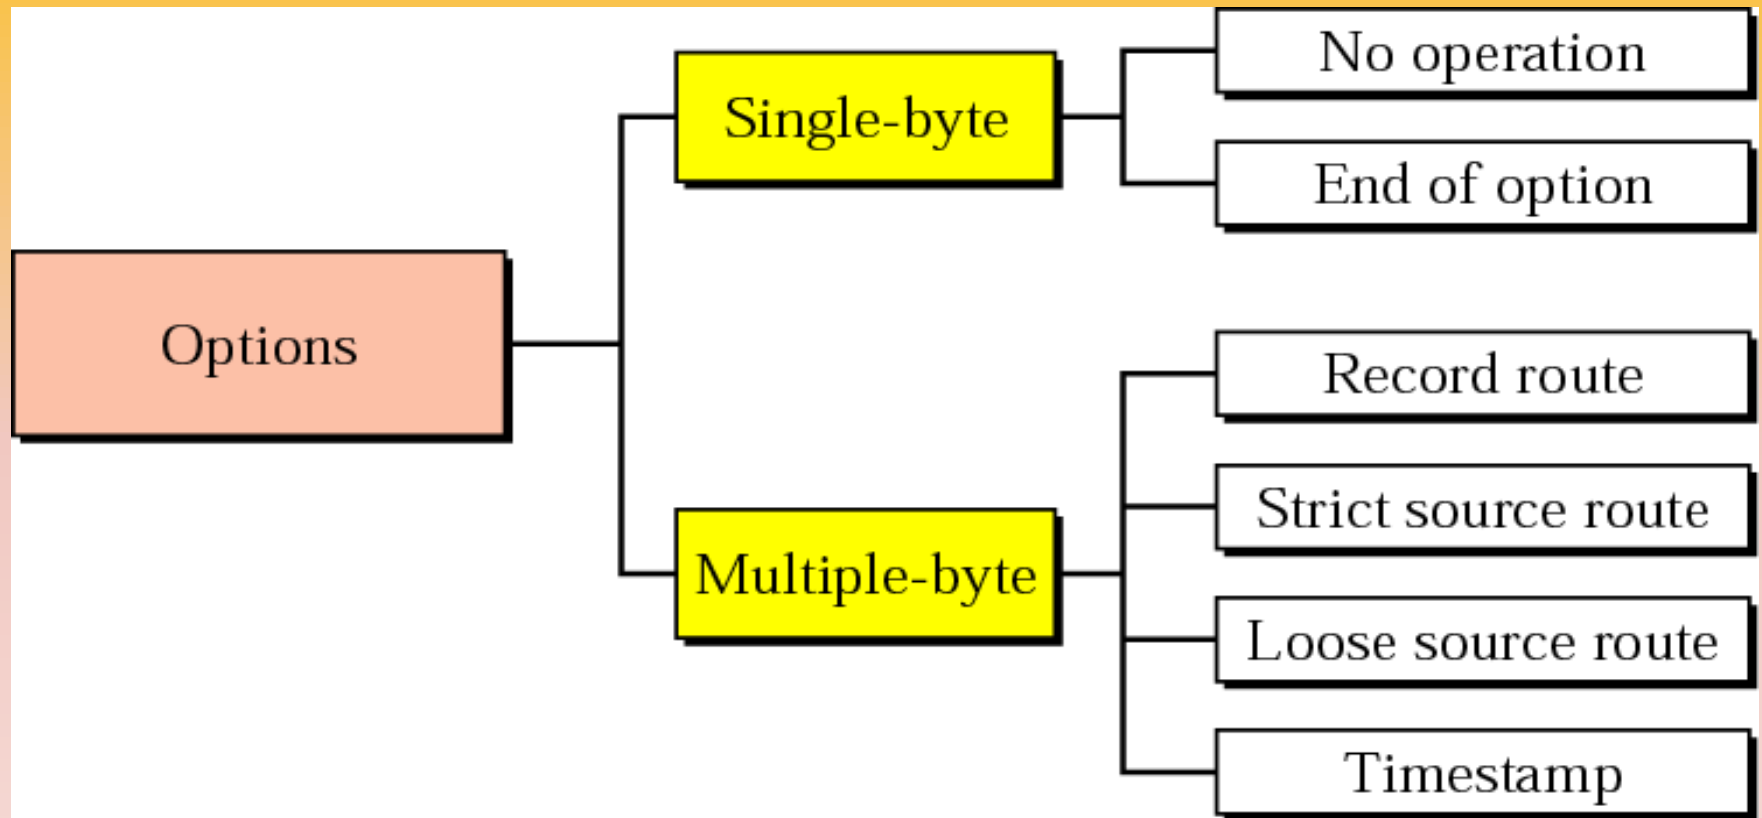 Options
Single-byte
No operation
End of option
Multiple-byte
Record route
Strict source route
Loose source route
Timestamp